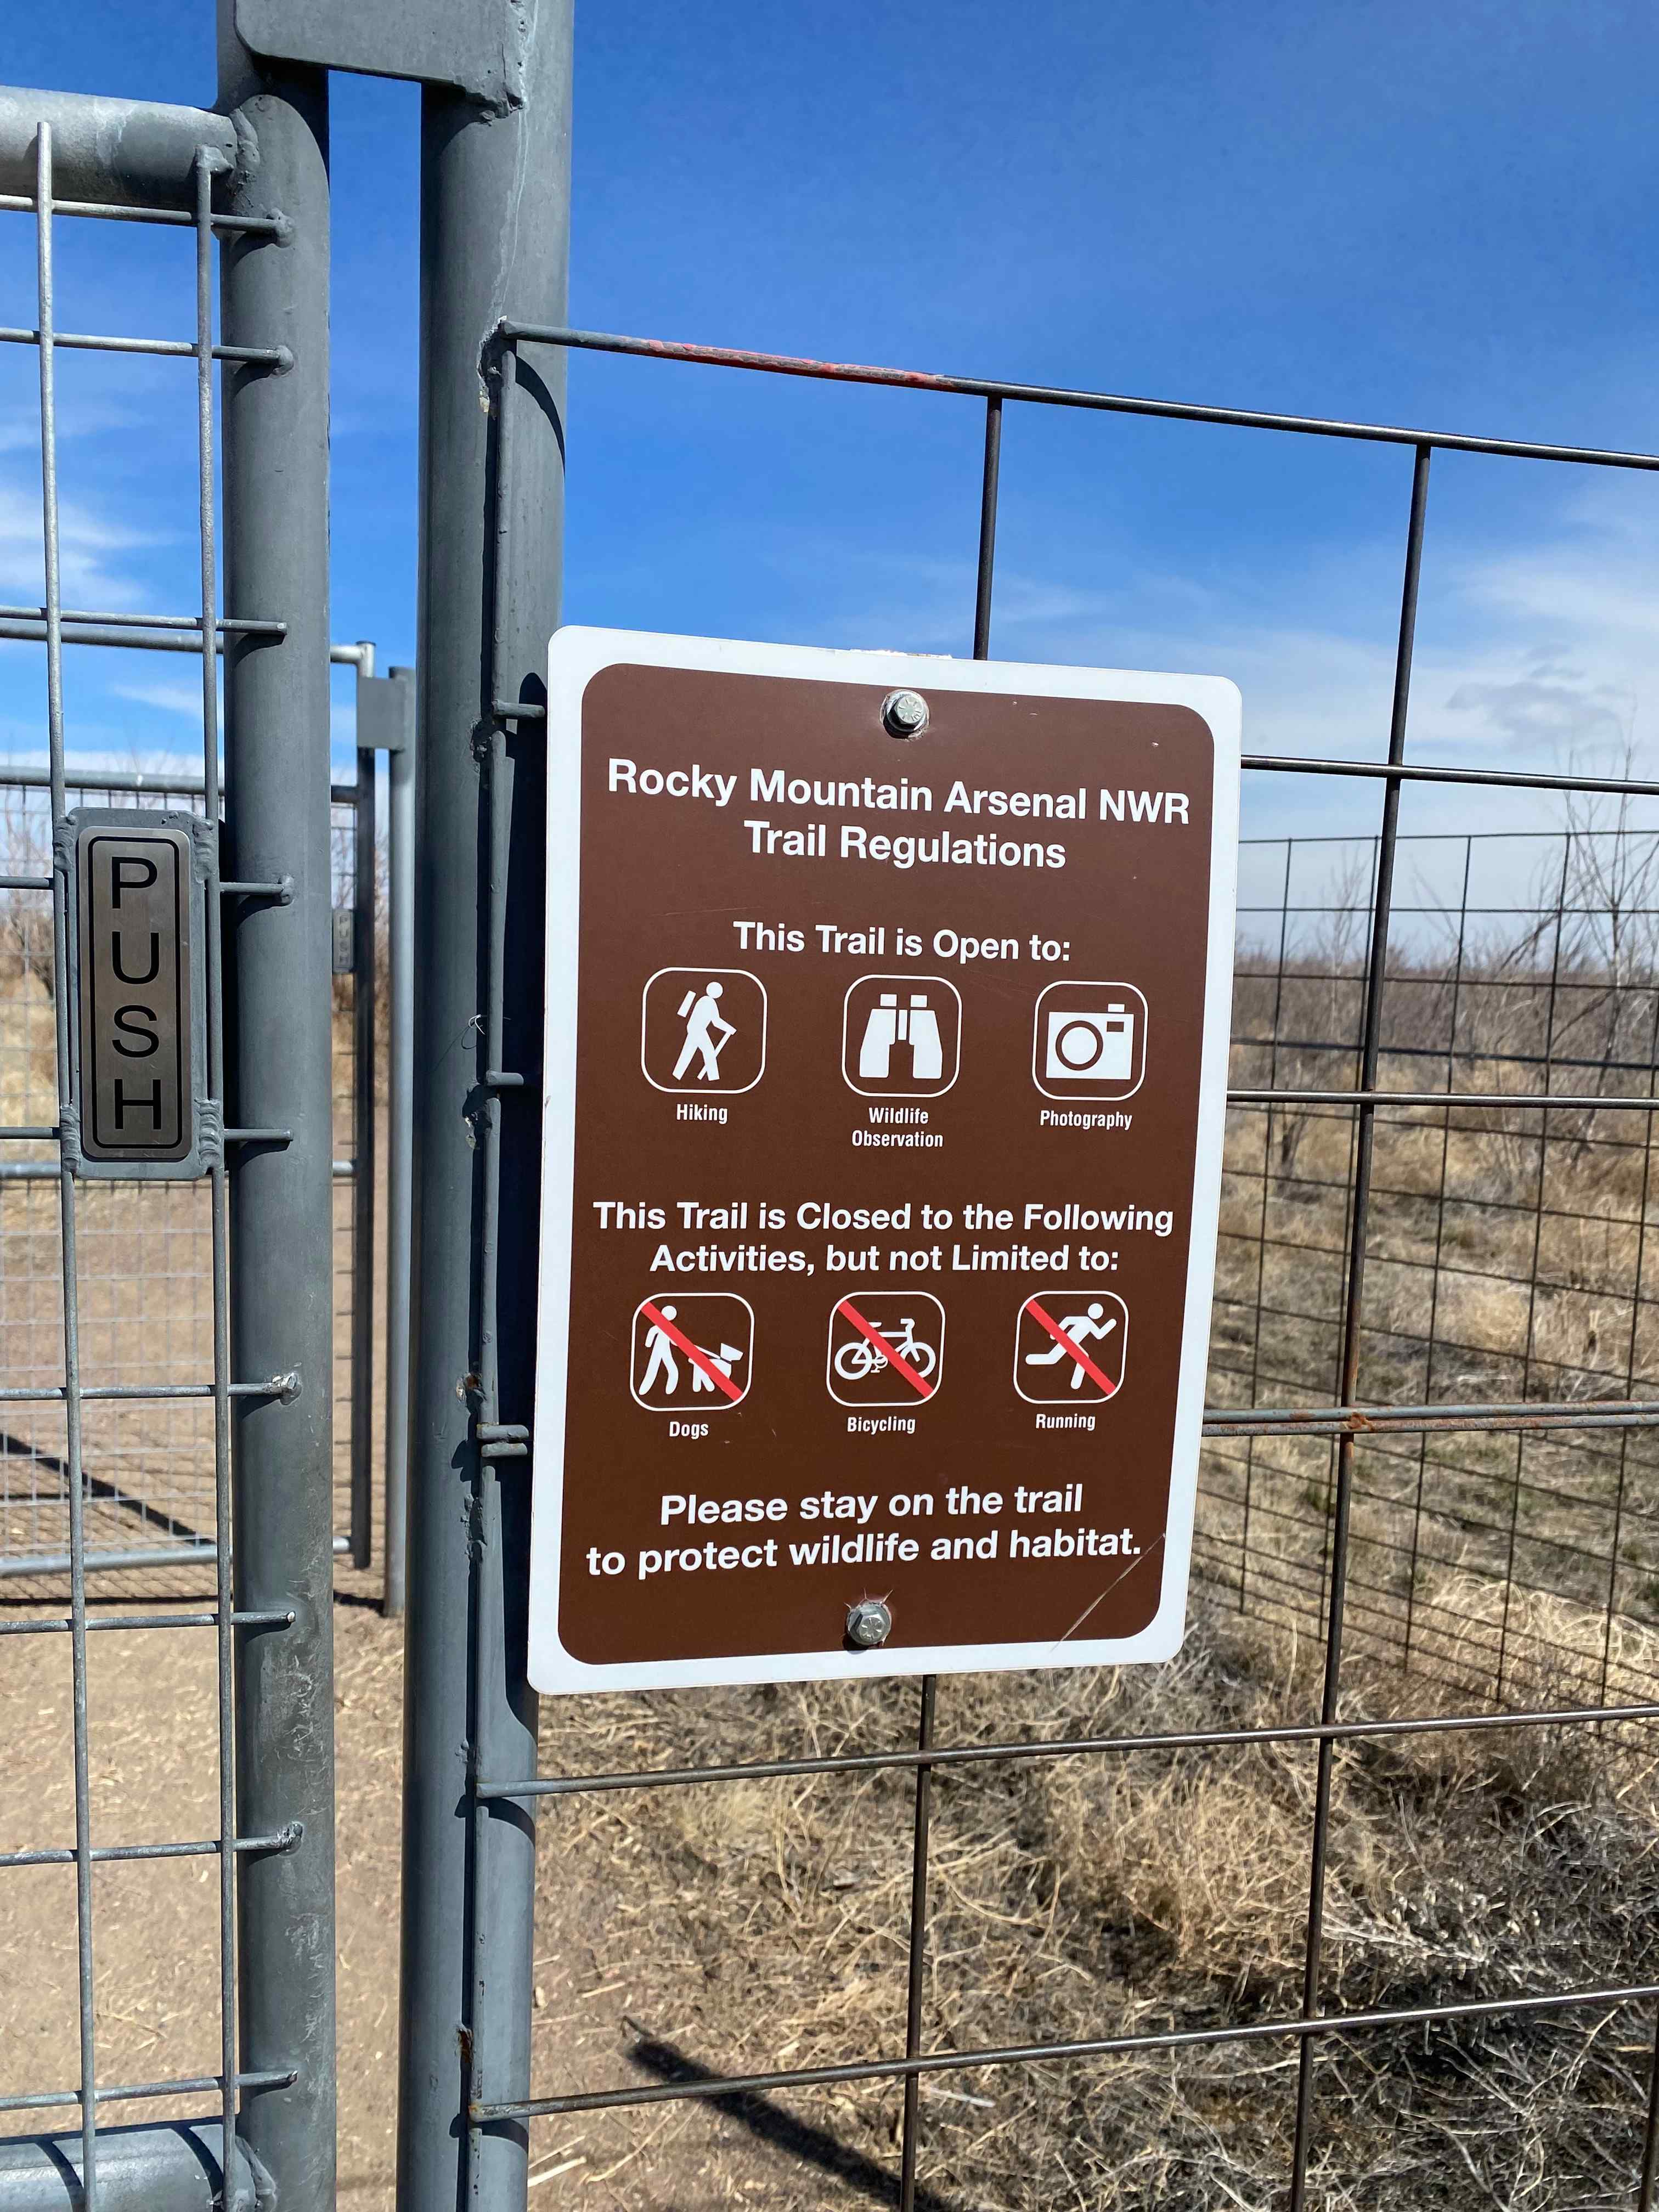 PUSH
Rocky Mountain Arsenal NWR
Trail Regulations
This Trail is Open to:
Hiking
Wildlife
Observation
Photography
This Trail is Closed to the Following
Activities, but not Limited to:
Dogs
Bicycling
Running
Please stay on the trail
to protect wildlife and habitat.
PUSH